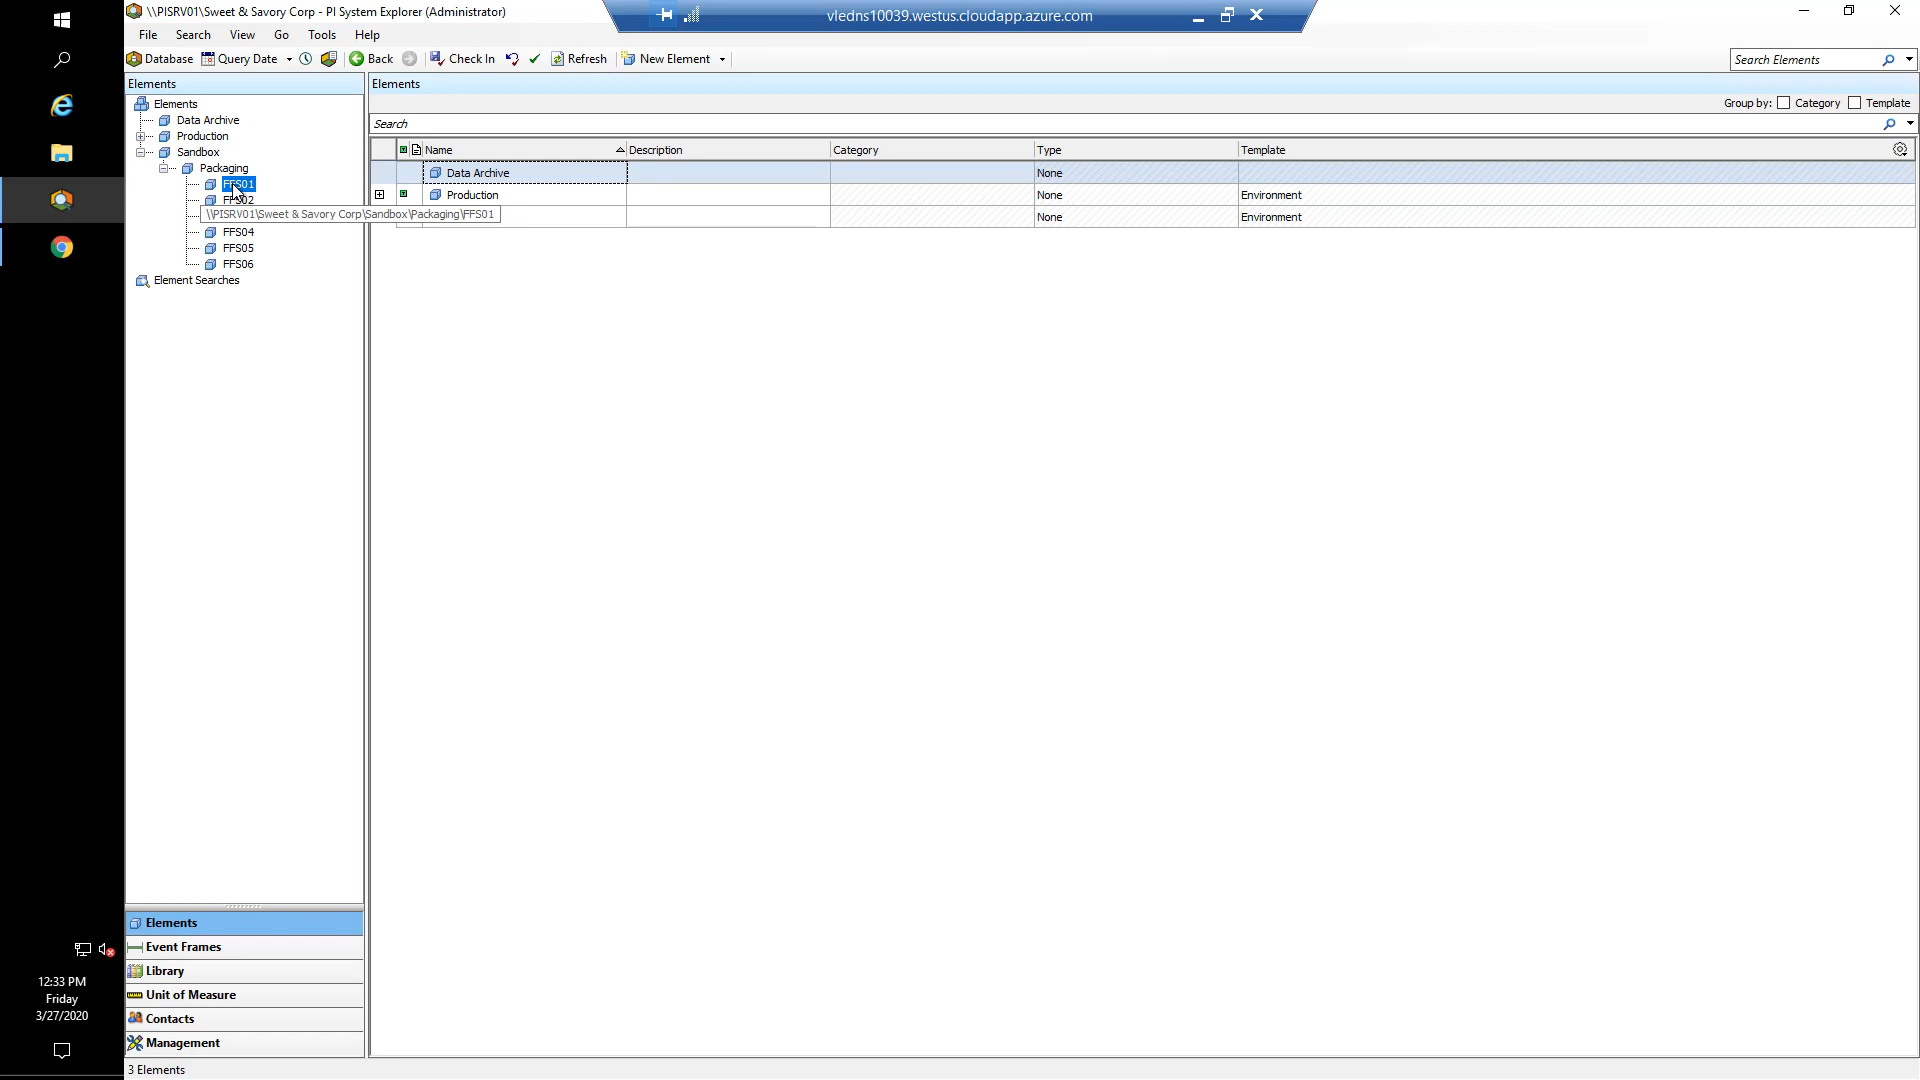 \\PISRV01\Sweet & Savory Corp - PI System Explorer (Administrator)
vledns10039.westus.cloudapp.azure.com
File Search View Go Tools Help
Database Query Date Back Check In Refresh New Element
Search Elements
Elements
Elements
Group by: Category Template
Elements
Data Archive
Production
Sandbox
Packaging
FFS01
FFS02
\\PISRV01\Sweet & Savory Corp\Sandbox\Packaging\FFS01
FFS04
FFS05
FFS06
Element Searches
Search
Name Description Category Type Template
Data Archive None
Production None Environment
None Environment
Elements
Event Frames
Library
Unit of Measure
Contacts
Management
3 Elements
12:33 PM
Friday
3/27/2020